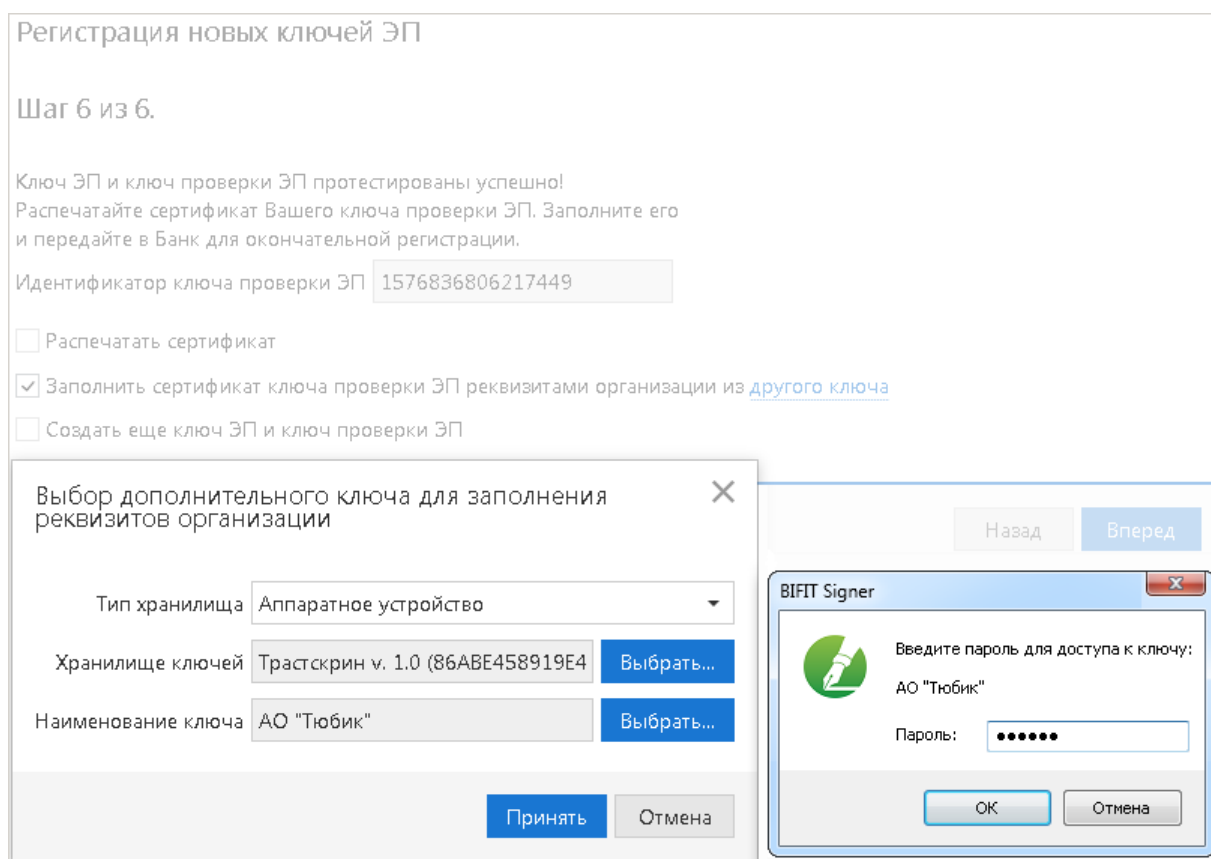 Регистрация новых ключей ЭП
Шаг 6 из 6.
Ключ ЭП и ключ проверки ЭП протестированы успешно!
Распечатайте сертификат Вашего ключа проверки ЭП. Заполните его
и передайте в Банк для окончательной регистрации.
Идентификатор ключа проверки ЭП 1576836806217449
Распечатать сертификат
Заполнить сертификат ключа проверки ЭП реквизитами организации из другого ключа
Создать еще ключ ЭП и ключ проверки ЭП
Выбор дополнительного ключа для заполнения
реквизитов организации
Тип хранилища Аппаратное устройство
Хранилище ключей Трастскрин v. 1.0 (86ABE458919E4 Выбрать...
Наименование ключа АО "Тюбик" Выбрать...
Принять Отмена
Назад Вперед
BIFIT Signer
Введите пароль для доступа к ключу:
АО "Тюбик"
Пароль: ••••••
ОК Отмена